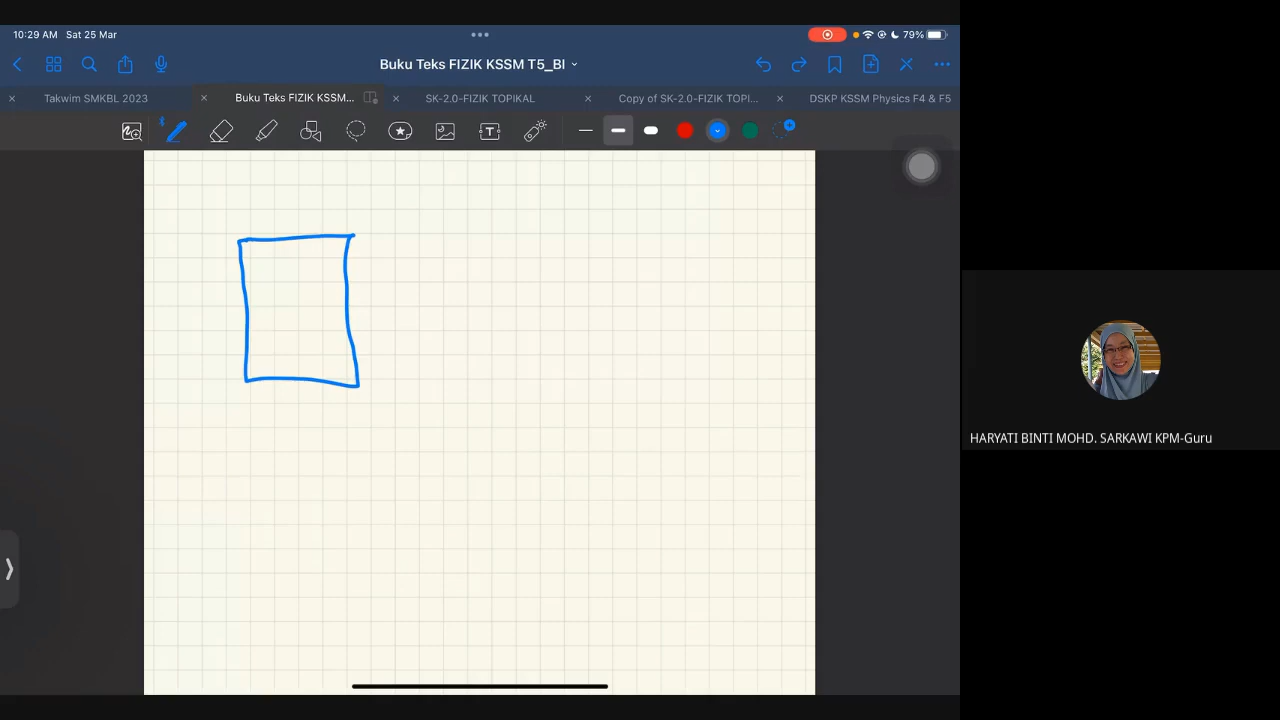 10:29 AM Sat 25 Mar
79%
Buku Teks FIZIK KSSM T5_BI
Takwim SMKBL 2023
Buku Teks FIZIK KSSM...
SK-2.0-FIZIK TOPIKAL
Copy of SK-2.0-FIZIK TOPI...
DSKP KSSM Physics F4 & F5
HARYATI BINTI MOHD. SARKAWI KPM-Guru